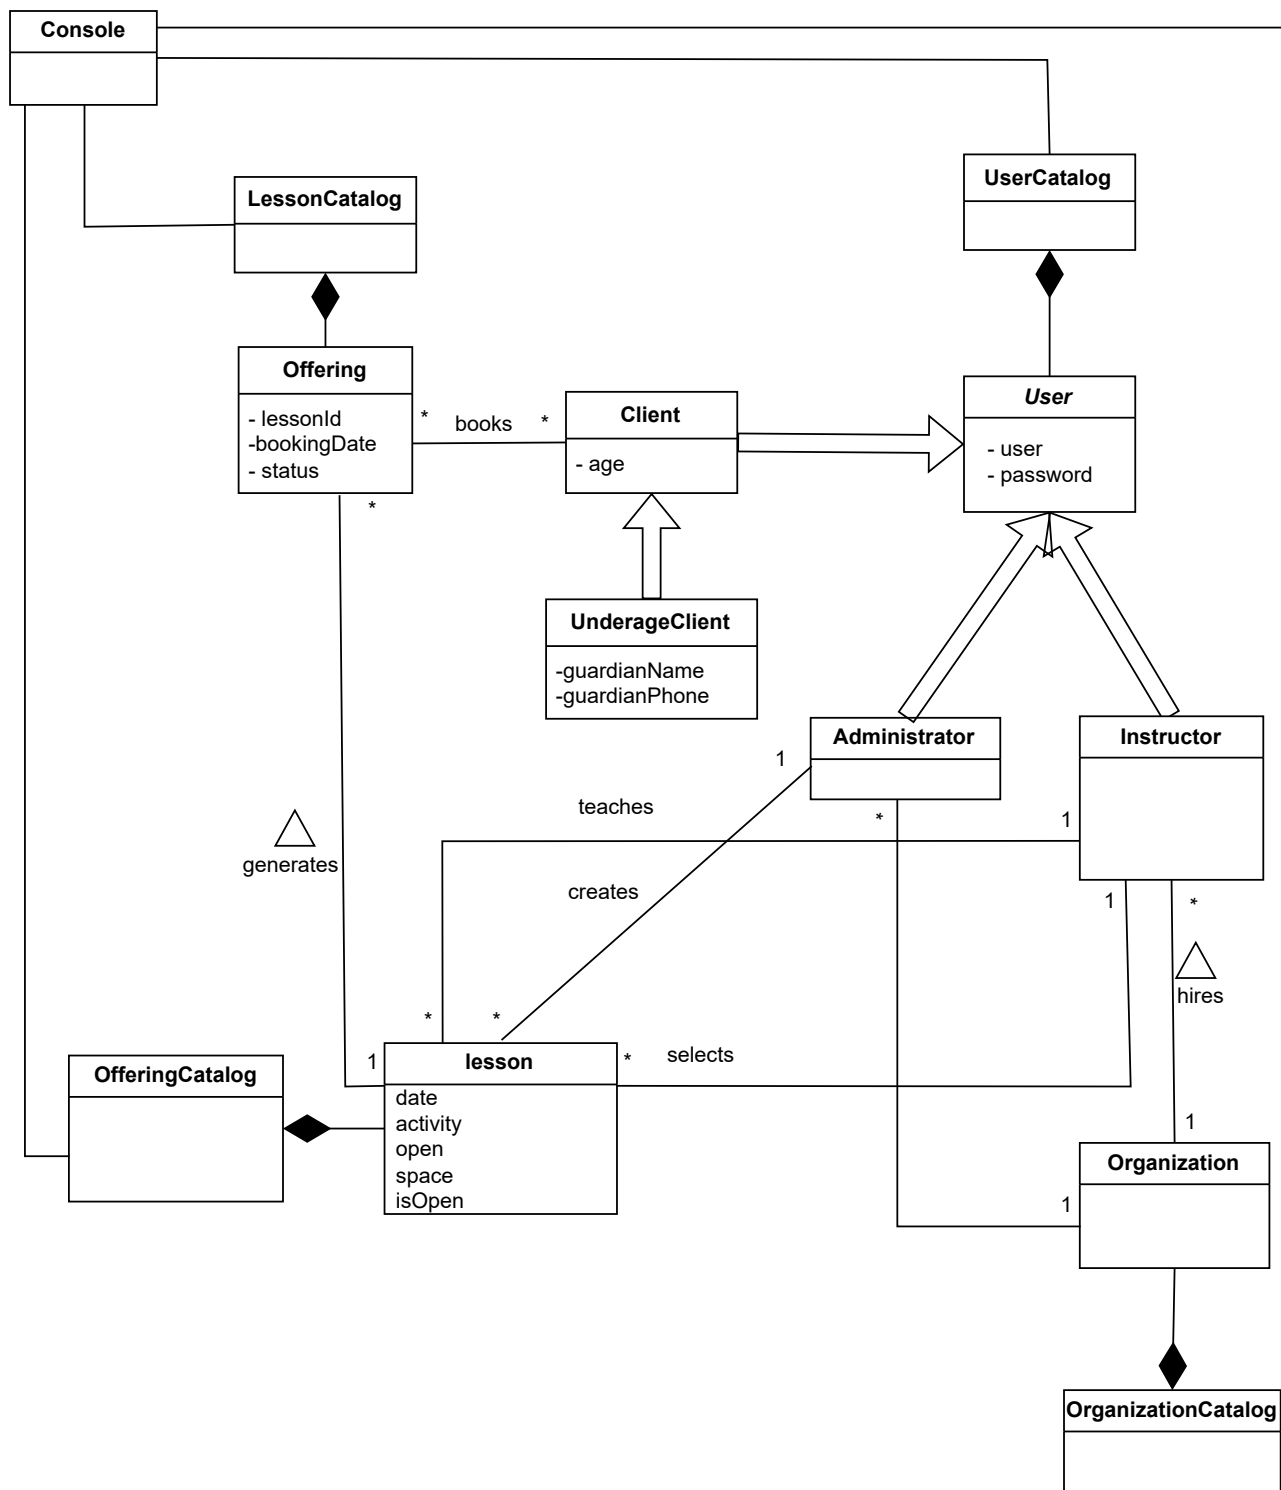 Console
UserCatalog
LessonCatalog
Offering
- lessonId
-bookingDate
- status
* books *
Client
- age
User
- user
- password
*
UnderageClient
-guardianName
-guardianPhone
Administrator
Instructor
1
teaches
*
1
generates
creates
1
*
hires
*
*
1
lesson
*
selects
OfferingCatalog
date
activity
open
space
isOpen
1
Organization
1
OrganizationCatalog